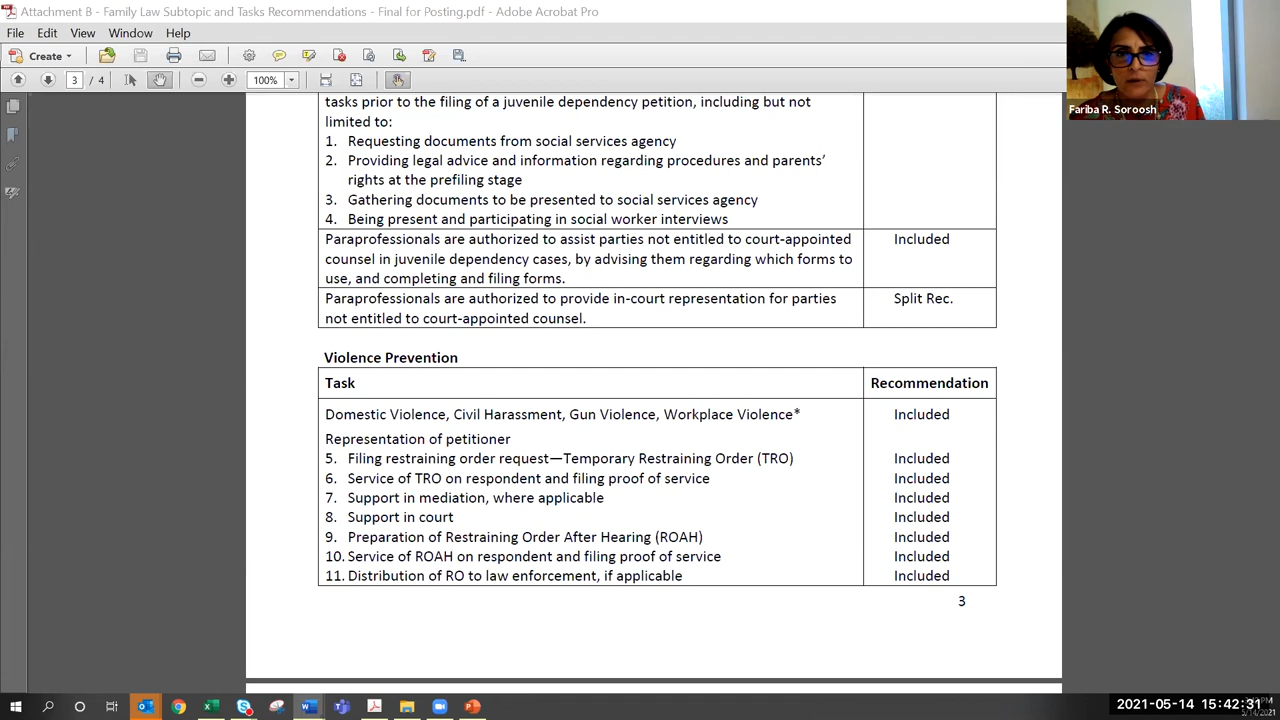 Attachment B - Family Law Subtopic and Tasks Recommendations - Final for Posting.pdf - Adobe Acrobat Pro
File Edit View Window Help
Create
3 / 4 100%
Fariba R. Soroosh
tasks prior to the filing of a juvenile dependency petition, including but not
limited to:
1. Requesting documents from social services agency
2. Providing legal advice and information regarding procedures and parents’
rights at the prefiling stage
3. Gathering documents to be presented to social services agency
4. Being present and participating in social worker interviews
Paraprofessionals are authorized to assist parties not entitled to court-appointed Included
counsel in juvenile dependency cases, by advising them regarding which forms to
use, and completing and filing forms.
Paraprofessionals are authorized to provide in-court representation for parties Split Rec.
not entitled to court-appointed counsel.
Violence Prevention
Task Recommendation
Domestic Violence, Civil Harassment, Gun Violence, Workplace Violence* Included
Representation of petitioner
5. Filing restraining order request—Temporary Restraining Order (TRO) Included
6. Service of TRO on respondent and filing proof of service Included
7. Support in mediation, where applicable Included
8. Support in court Included
9. Preparation of Restraining Order After Hearing (ROAH) Included
10. Service of ROAH on respondent and filing proof of service Included
11. Distribution of RO to law enforcement, if applicable Included
3
2021-05-14 15:42:31